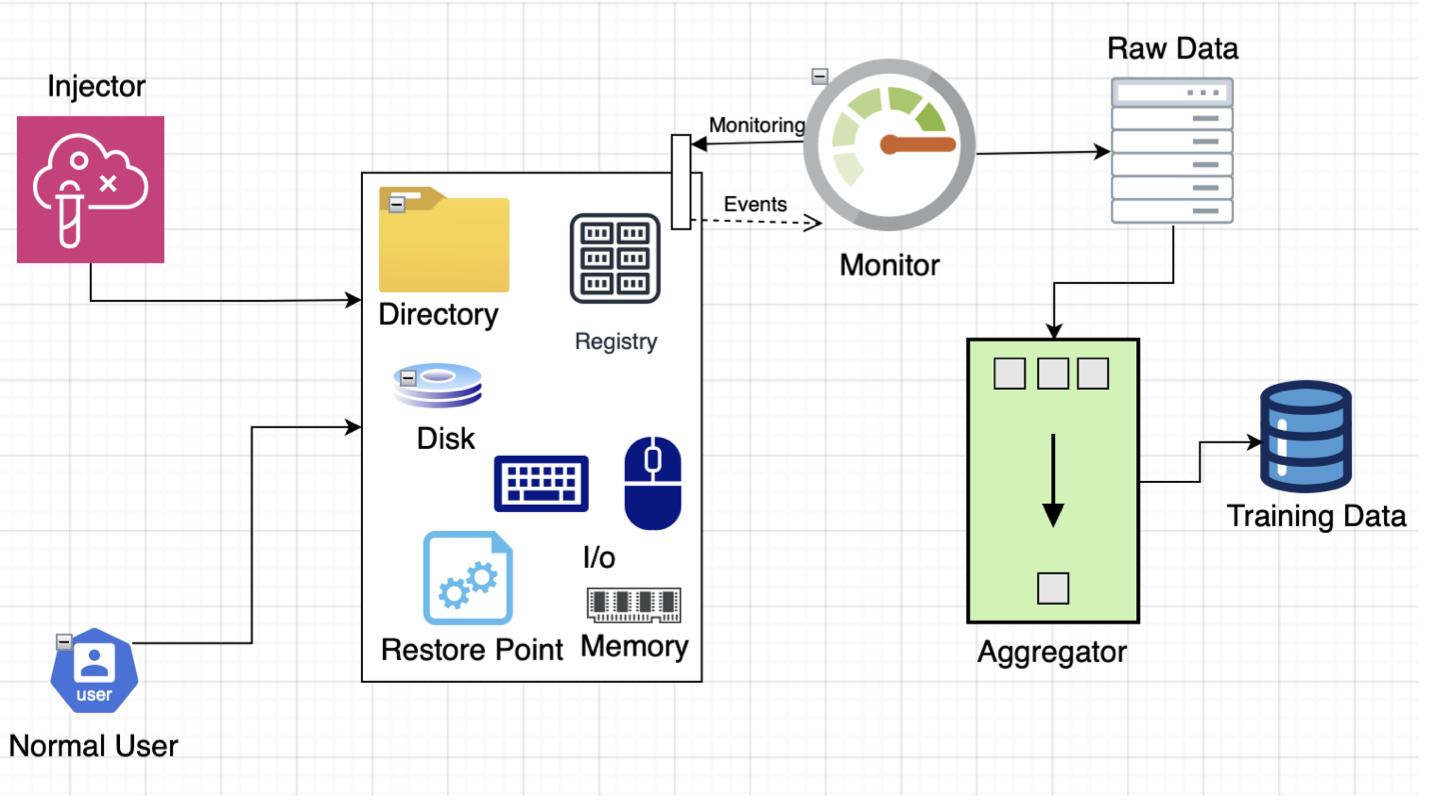 Raw Data
Injector
Monitoring
Events
Monitor
Directory
Registry
Disk
Training Data
I/o
Restore Point
Memory
Aggregator
user
Normal User